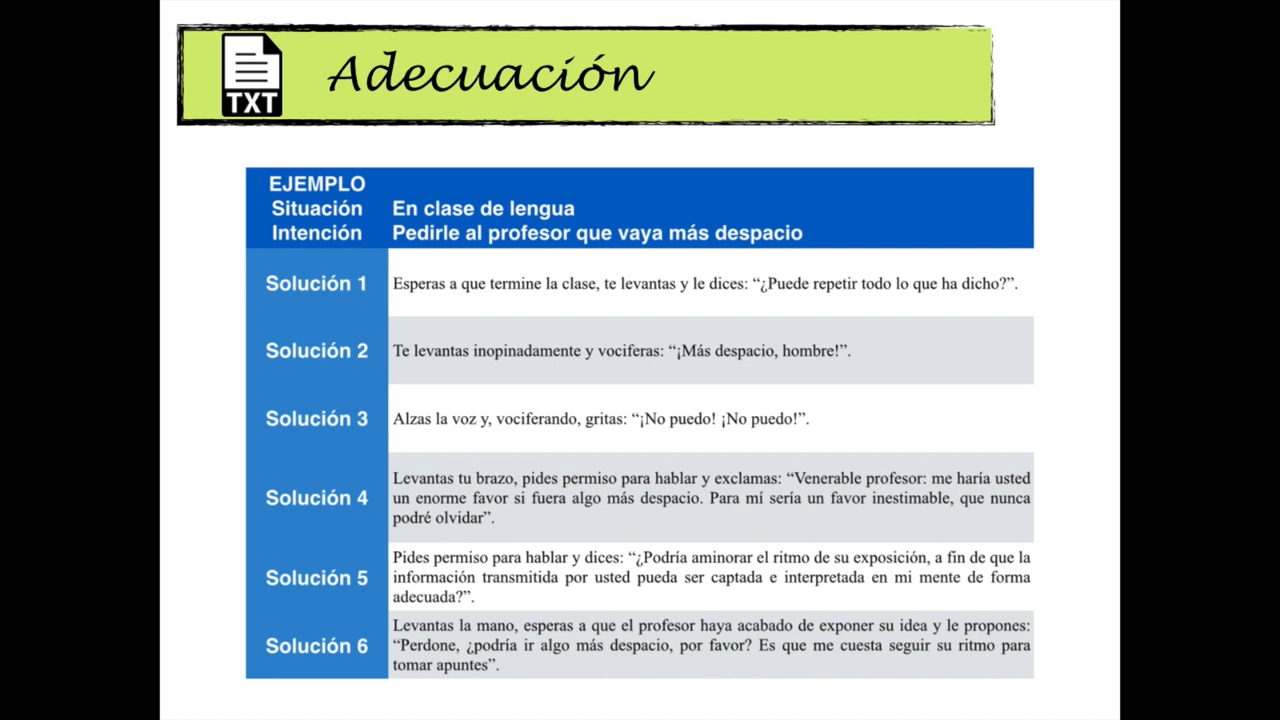 TXT
Adecuación
EJEMPLO
Situación En clase de lengua
Intención Pedirle al profesor que vaya más despacio
Solución 1 Esperas a que termine la clase, te levantas y le dices: “¿Puede repetir todo lo que ha dicho?”.
Solución 2 Te levantas inopinadamente y vociferas: “¡Más despacio, hombre!”.
Solución 3 Alzas la voz y, vociferando, gritas: “¡No puedo! ¡No puedo!”.
Solución 4
Levantas tu brazo, pides permiso para hablar y exclamas: “Venerable profesor: me haría usted
un enorme favor si fuera algo más despacio. Para mí sería un favor inestimable, que nunca
podré olvidar”.
Solución 5
Pides permiso para hablar y dices: “¿Podría aminorar el ritmo de su exposición, a fin de que la
información transmitida por usted pueda ser captada e interpretada en mi mente de forma
adecuada?”.
Solución 6
Levantas la mano, esperas a que el profesor haya acabado de exponer su idea y le propones:
“Perdone, ¿podría ir algo más despacio, por favor? Es que me cuesta seguir su ritmo para
tomar apuntes”.